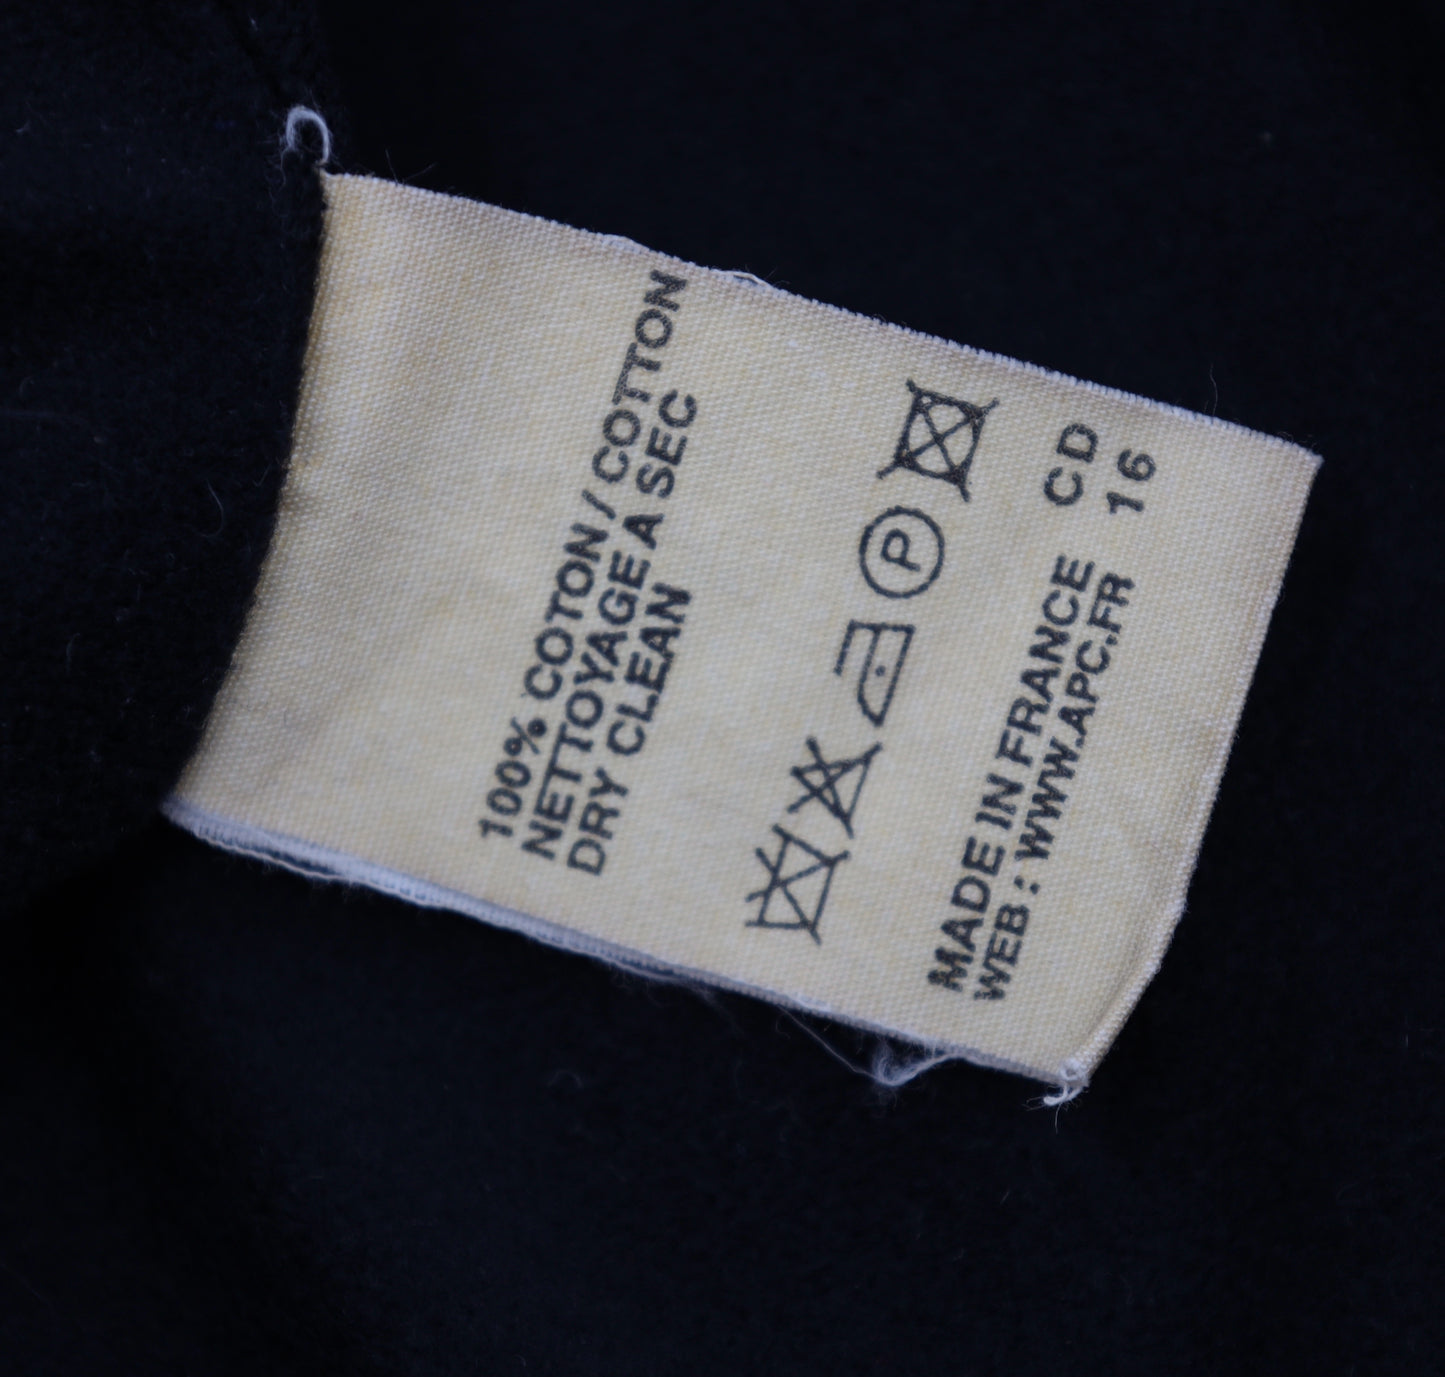 100% COTON / COTTON
NETTOYAGE A SEC
DRY CLEAN
P
MADE IN FRANCE CD
WEB : WWW.APC.FR 16